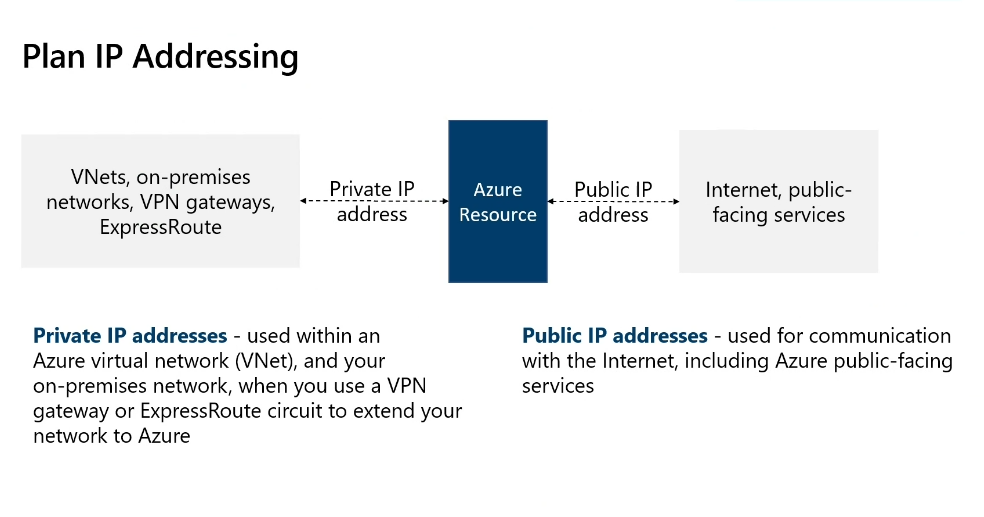 Plan IP Addressing
VNets, on-premises
networks, VPN gateways,
ExpressRoute
Private IP
address
Azure
Resource
Public IP
address
Internet, public-
facing services
Private IP addresses - used within an
Azure virtual network (VNet), and your
on-premises network, when you use a VPN
gateway or ExpressRoute circuit to extend your
network to Azure
Public IP addresses - used for communication
with the Internet, including Azure public-facing
services